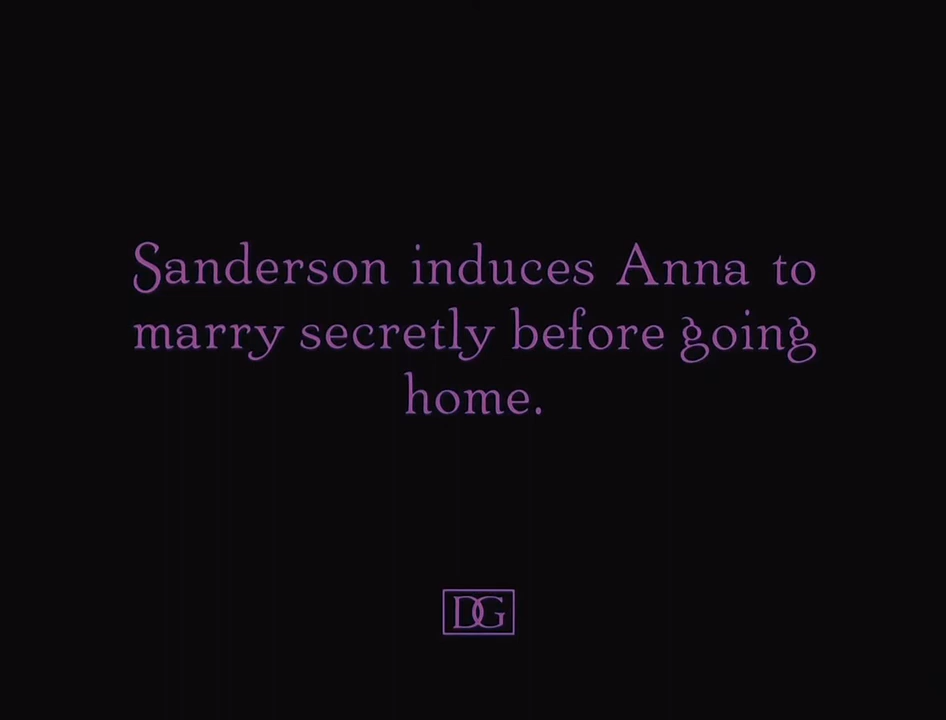 Sanderson induces Anna to
marry secretly before going
home.
DG